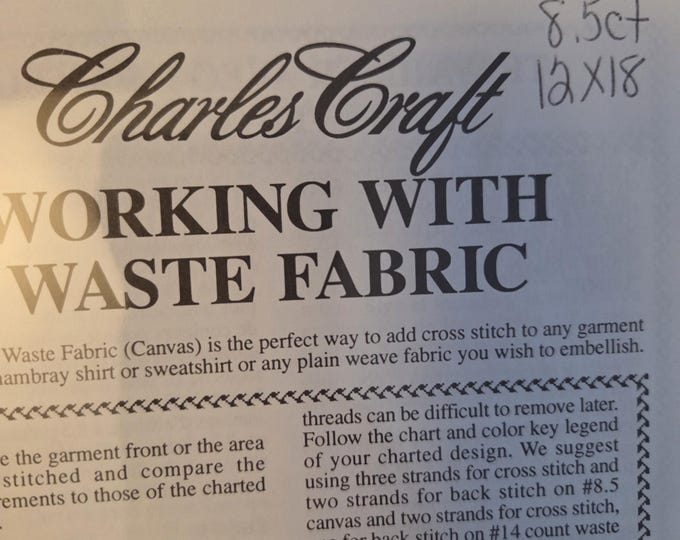 8.5ct
12X18
Charles Craft
WORKING WITH
WASTE FABRIC
Waste Fabric (Canvas) is the perfect way to add cross stitch to any garment
shirt or sweatshirt or any plain weave fabric you wish to embellish.
the garment front or the area
stitched and compare the
to those of the charted
threads can be difficult to remove later.
Follow the chart and color key legend
of your charted design. We suggest
using three strands for cross stitch and
two strands for back stitch on #8.5
canvas and two strands for cross stitch,
for back stitch on #14 count waste